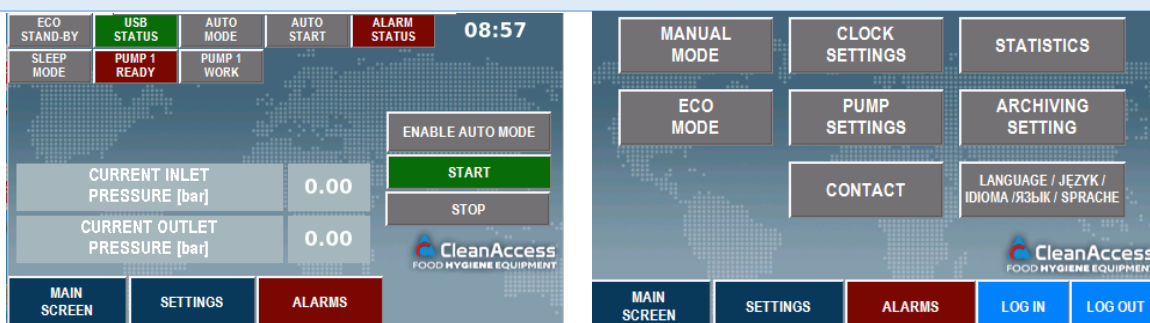 ECO
STAND-BY
USB
STATUS
AUTO
MODE
AUTO
START
ALARM
STATUS
08:57
SLEEP
MODE
PUMP 1
READY
PUMP 1
WORK
ENABLE AUTO MODE
CURRENT INLET
PRESSURE [bar]
0.00
START
STOP
CURRENT OUTLET
PRESSURE [bar]
0.00
CleanAccess
FOOD HYGIENE EQUIPMENT
MAIN
SCREEN
SETTINGS
ALARMS
MANUAL
MODE
CLOCK
SETTINGS
STATISTICS
ECO
MODE
PUMP
SETTINGS
ARCHIVING
SETTING
CONTACT
LANGUAGE / JĘZYK /
IDIOMA /ЯЗЫК / SPRACHE
CleanAccess
FOOD HYGIENE EQUIPMENT
MAIN
SCREEN
SETTINGS
ALARMS
LOG IN
LOG OUT